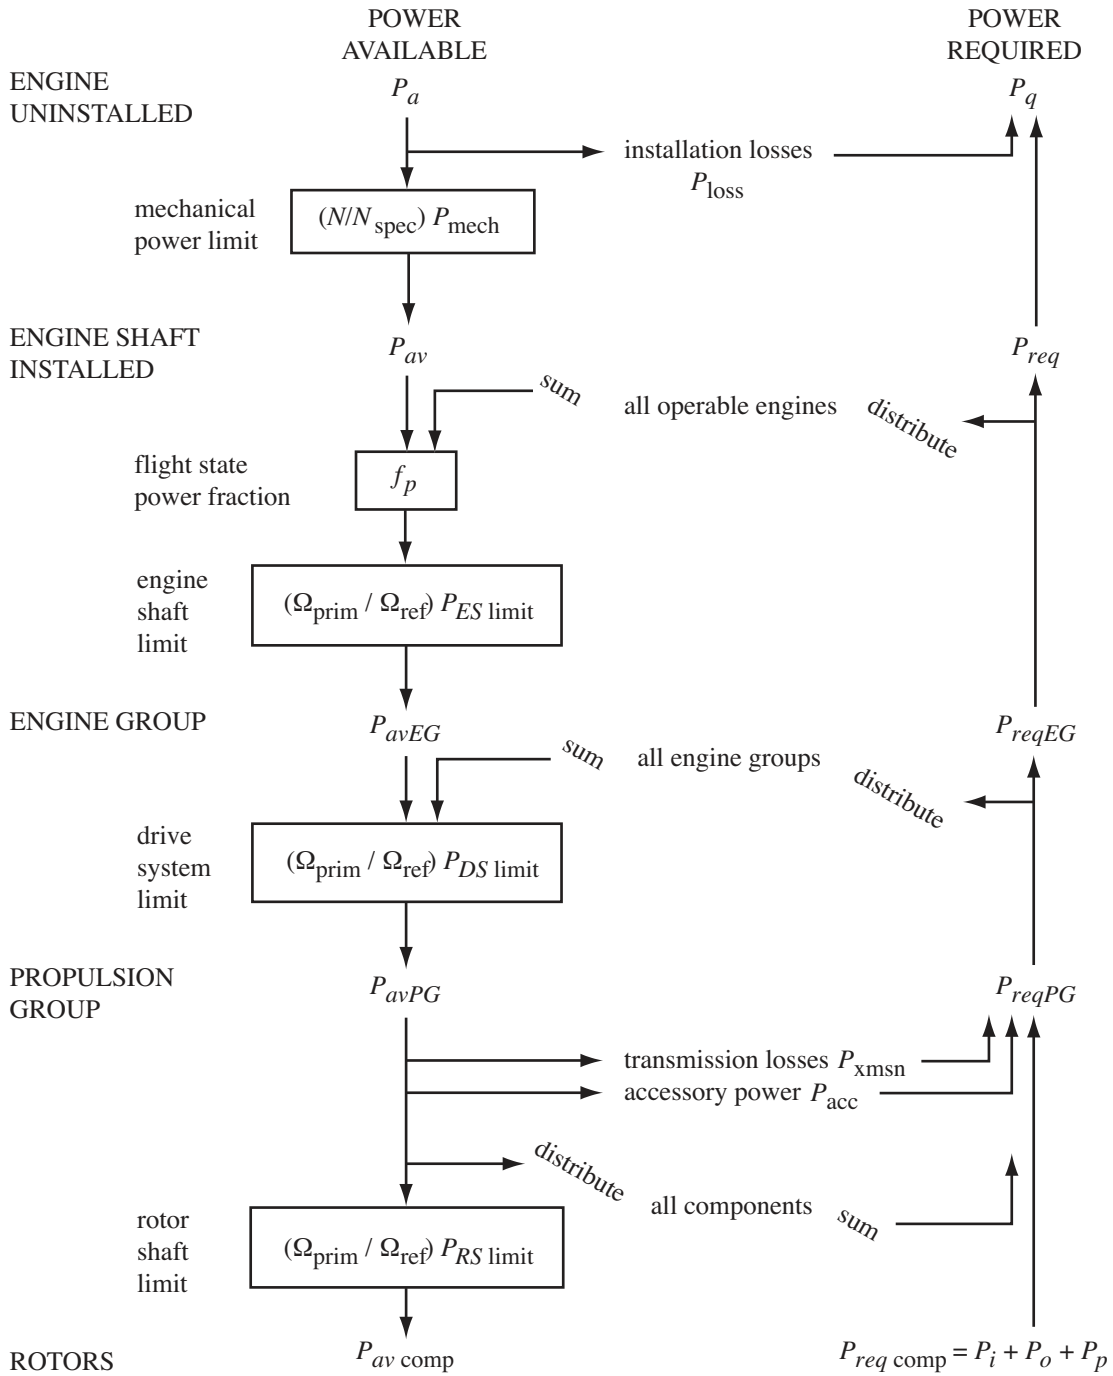 POWER AVAILABLE
POWER REQUIRED
ENGINE UNINSTALLED
P_a
P_q
installation losses
P_loss
mechanical power limit
(N/N_spec) P_mech
ENGINE SHAFT INSTALLED
P_av
P_req
sum
all operable engines
distribute
flight state power fraction
f_p
engine shaft limit
(Ω_prim / Ω_ref) P_ES limit
ENGINE GROUP
P_avEG
P_reqEG
sum
all engine groups
distribute
drive system limit
(Ω_prim / Ω_ref) P_DS limit
PROPULSION GROUP
P_avPG
P_reqPG
transmission losses P_xmsn
accessory power P_acc
distribute
all components
sum
rotor shaft limit
(Ω_prim / Ω_ref) P_RS limit
ROTORS
P_av comp
P_req comp = P_i + P_o + P_p